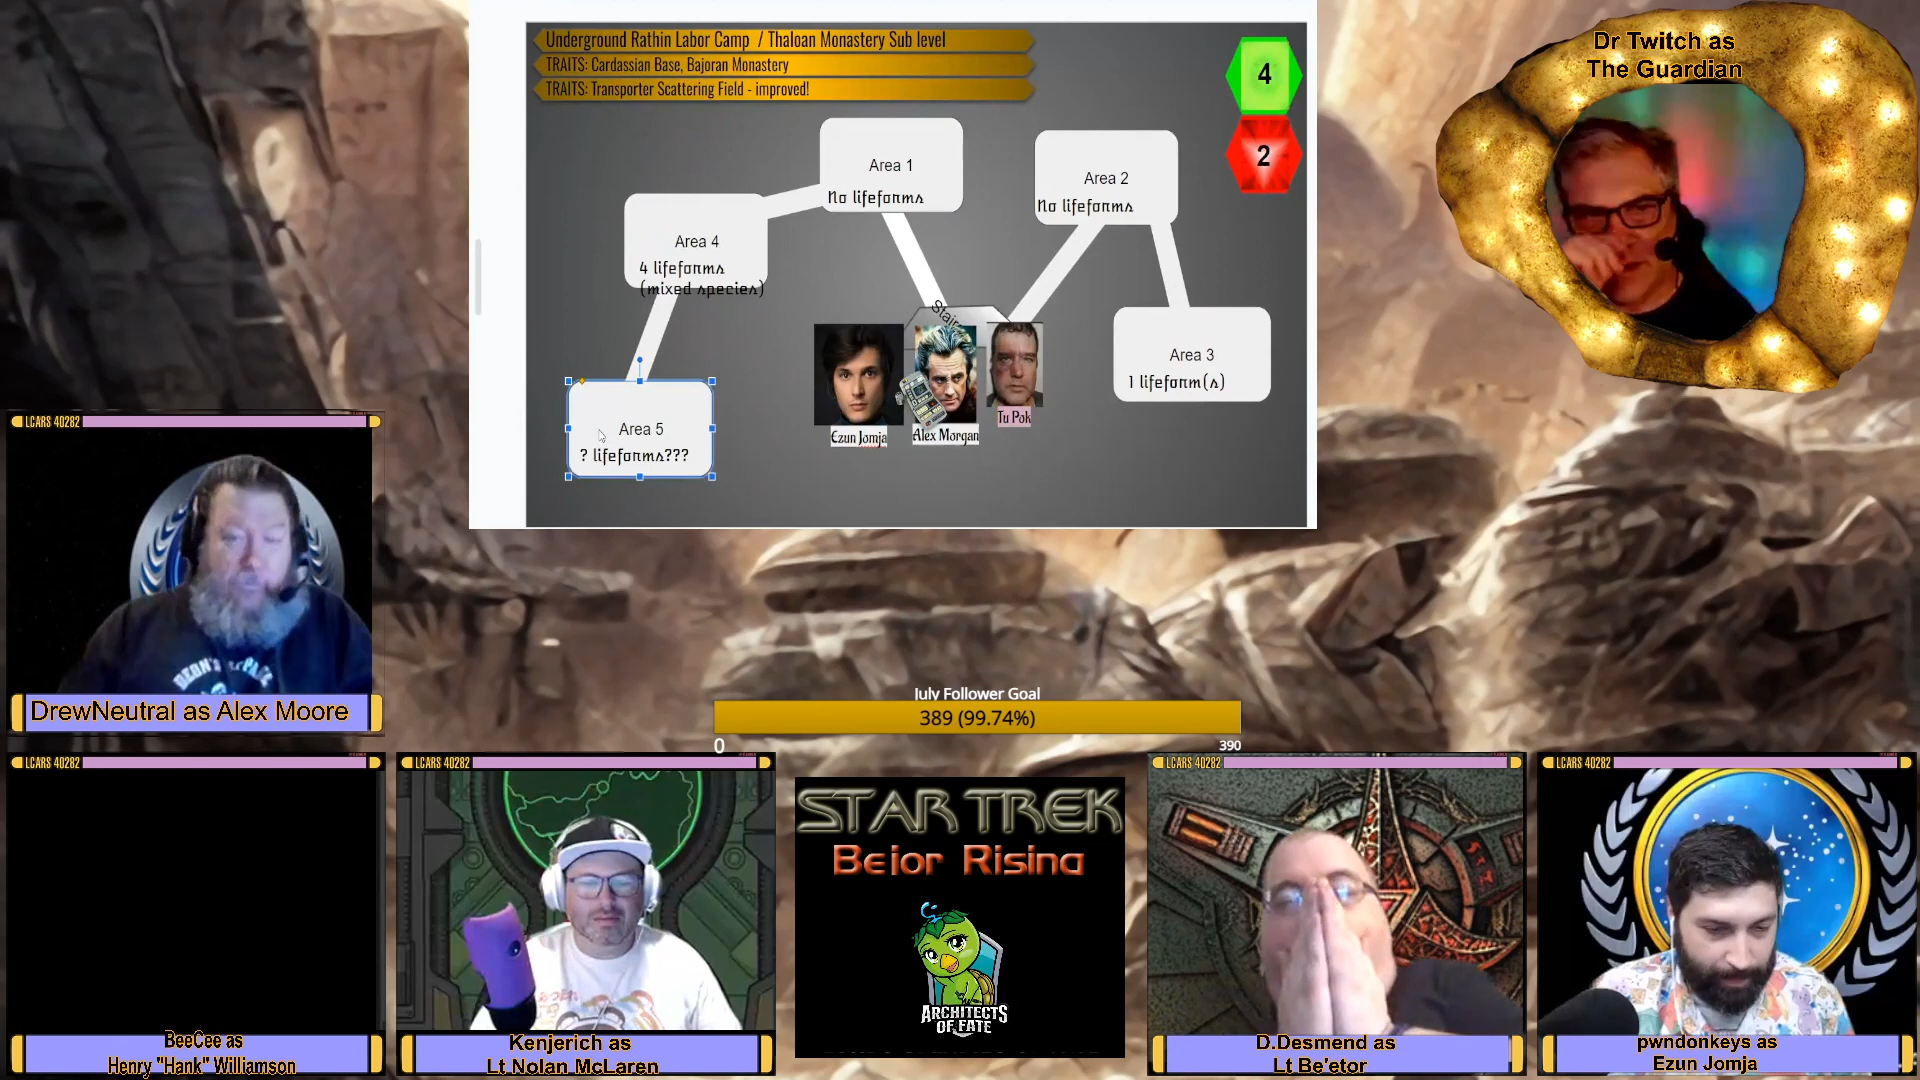 Underground Rathin Labor Camp / Thaloan Monastery Sub level
TRAITS: Cardassian Base, Bajoran Monastery
TRAITS: Transporter Scattering Field - improved!
4
2
Area 1
No lifeforms
Area 2
No lifeforms
Area 4
4 lifeforms
(mixed species)
Area 3
1 lifeform(s)
Area 5
? lifeforms???
Ezun Jomja
Alex Morgan
Tu Pok
Dr Twitch as
The Guardian
LCARS 40282
DrewNeutral as Alex Moore
July Follower Goal
389 (99.74%)
0
390
LCARS 40282
BeeCee as
Henry "Hank" Williamson
LCARS 40282
Kenjerich as
Lt Nolan McLaren
STAR TREK
Bejor Rising
ARCHITECTS
OF FATE
LCARS 40282
D.Desmend as
Lt Be'etor
LCARS 40282
pwndonkeys as
Ezun Jomja